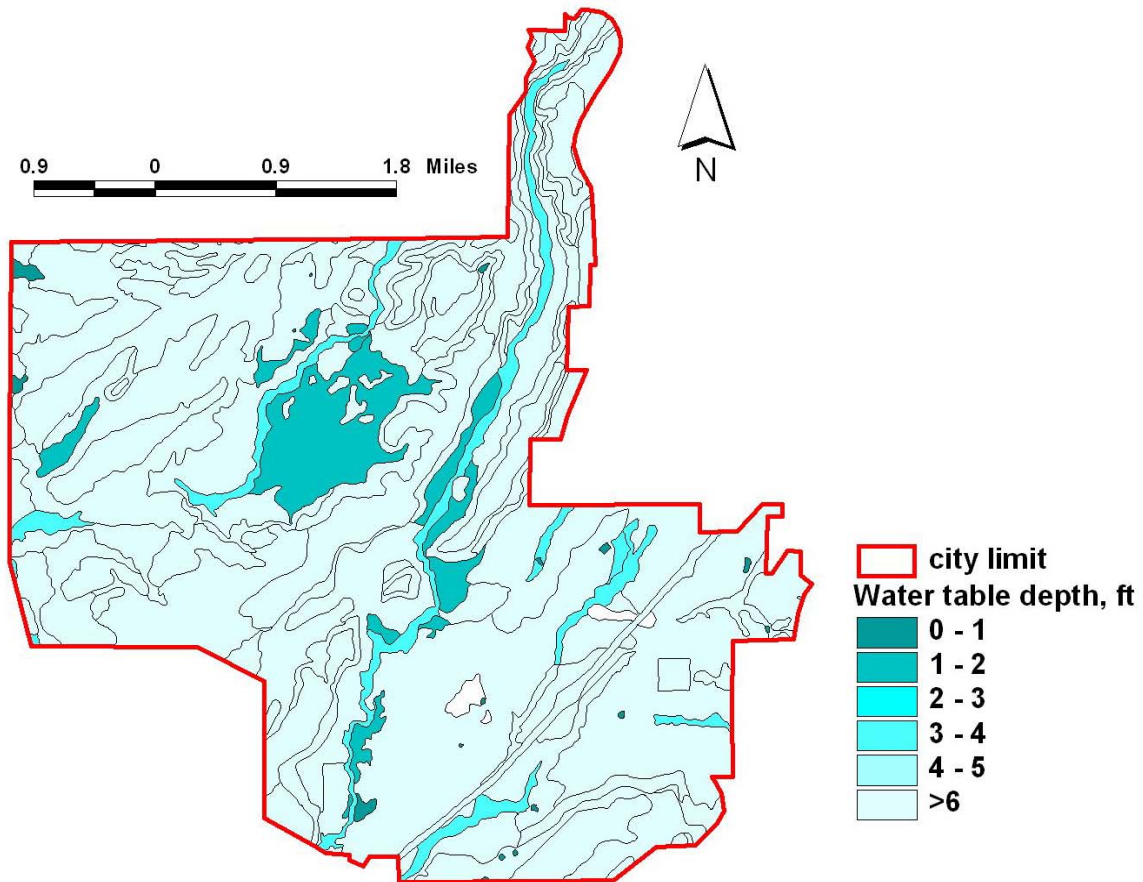 0.9 0 0.9 1.8 Miles
N
city limit
Water table depth, ft
0 - 1
1 - 2
2 - 3
3 - 4
4 - 5
>6